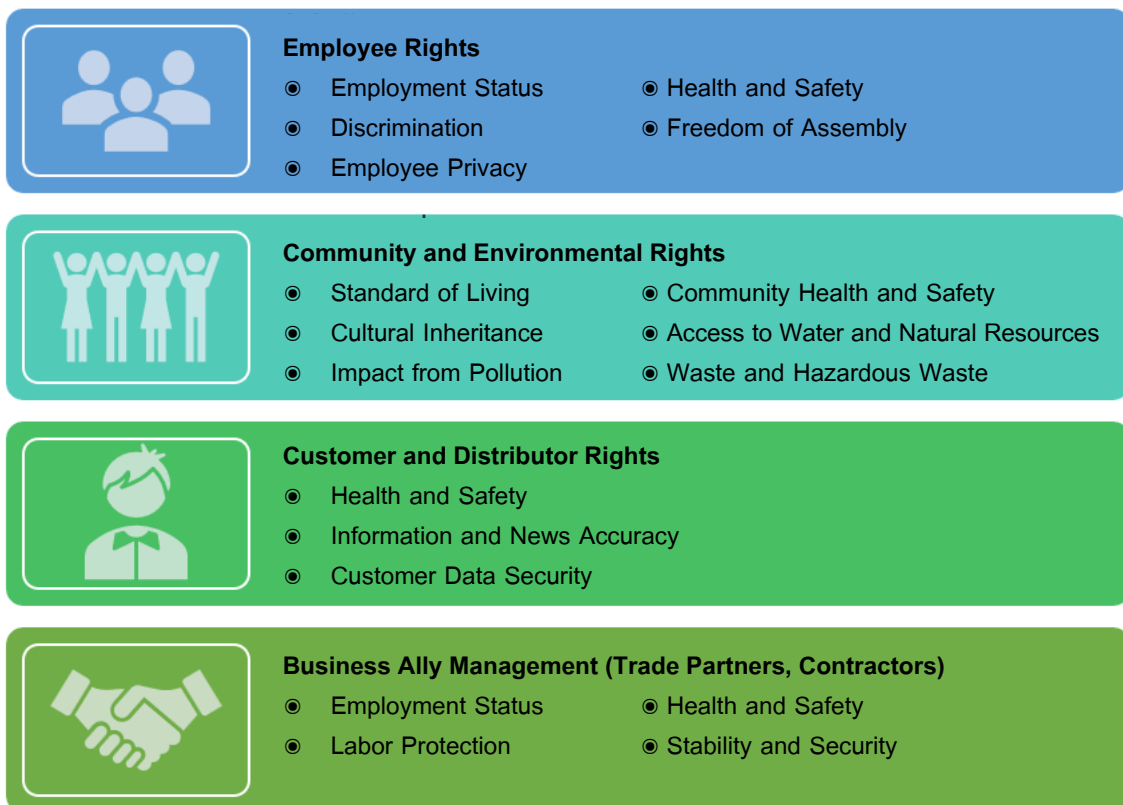 Employee Rights
◉ Employment Status ◉ Health and Safety
◉ Discrimination ◉ Freedom of Assembly
◉ Employee Privacy
Community and Environmental Rights
◉ Standard of Living ◉ Community Health and Safety
◉ Cultural Inheritance ◉ Access to Water and Natural Resources
◉ Impact from Pollution ◉ Waste and Hazardous Waste
Customer and Distributor Rights
◉ Health and Safety
◉ Information and News Accuracy
◉ Customer Data Security
Business Ally Management (Trade Partners, Contractors)
◉ Employment Status ◉ Health and Safety
◉ Labor Protection ◉ Stability and Security